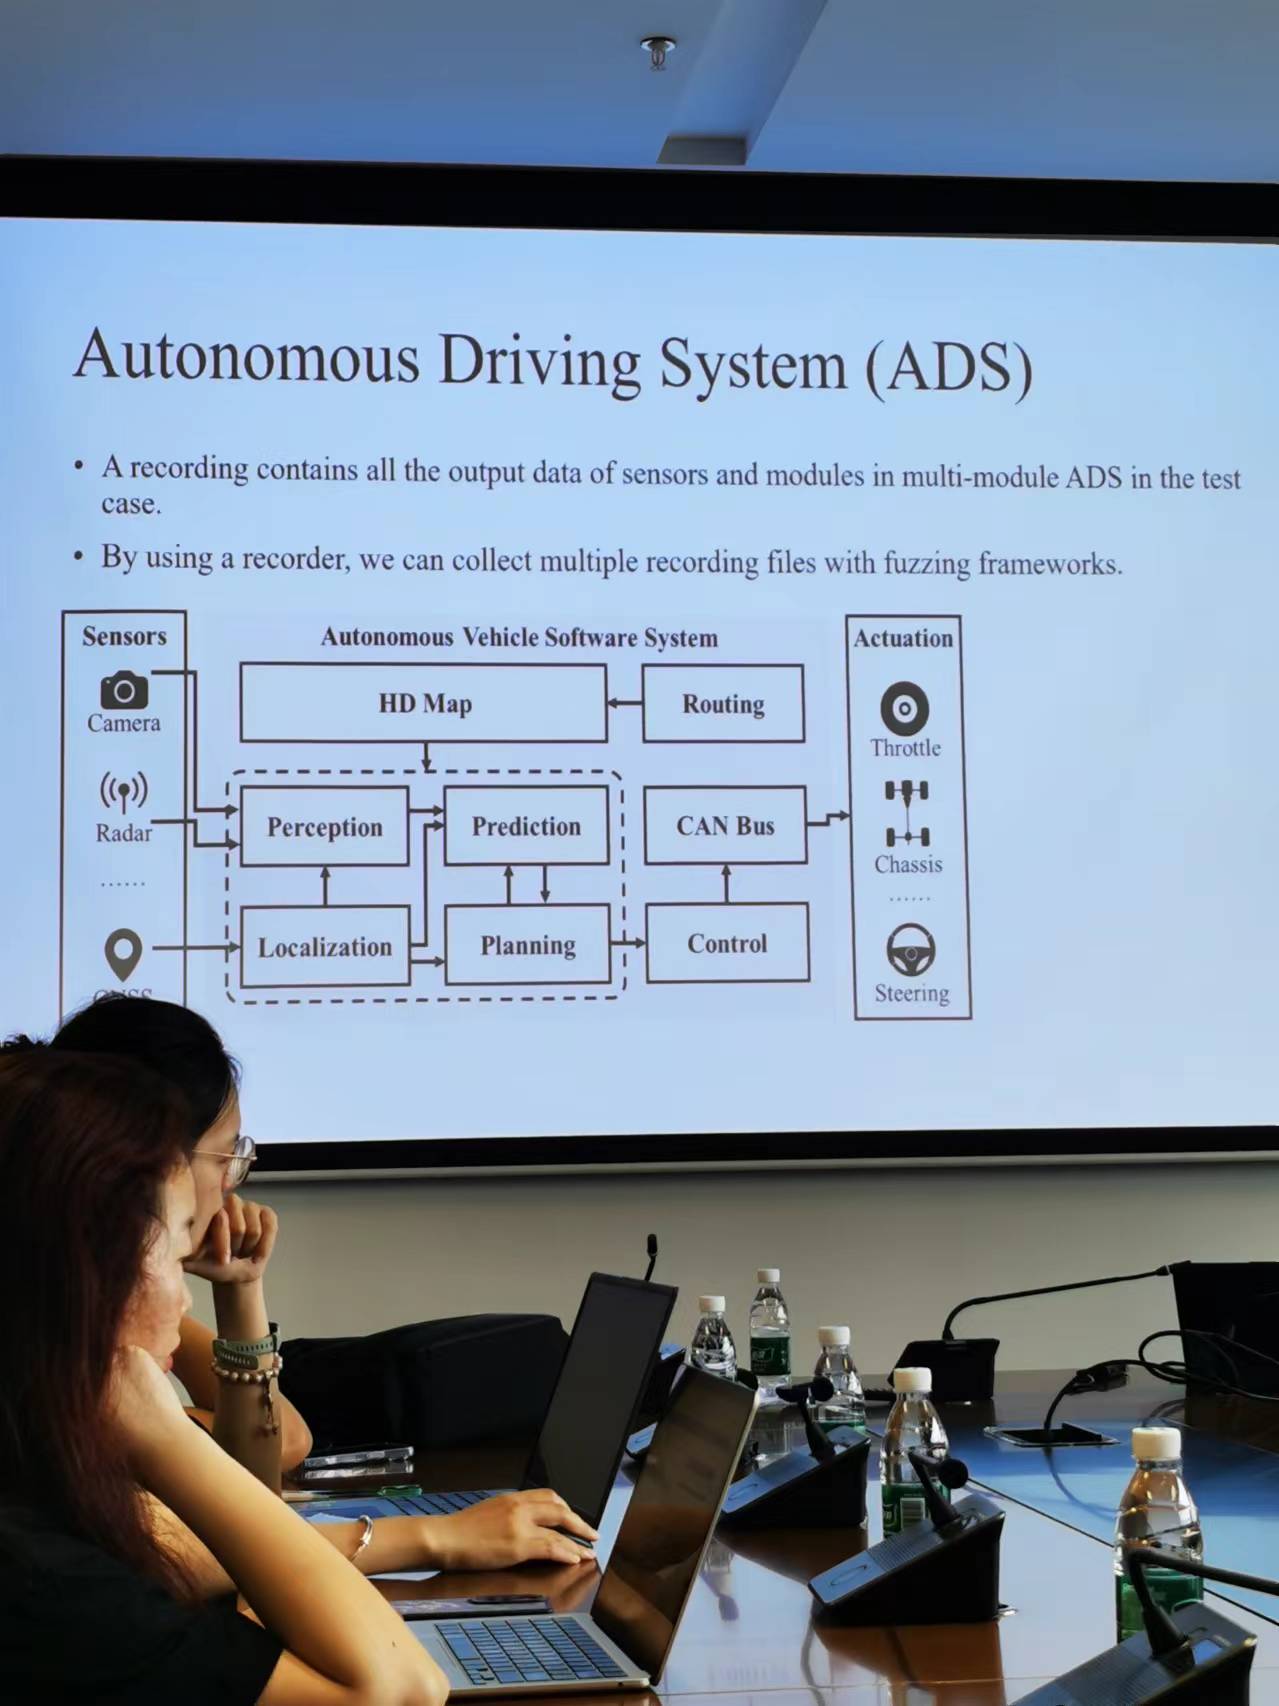 Autonomous Driving System (ADS)
• A recording contains all the output data of sensors and modules in multi-module ADS in the test
case.
• By using a recorder, we can collect multiple recording files with fuzzing frameworks.
Sensors
Camera
Radar
......
Autonomous Vehicle Software System
HD Map
Routing
Perception
Prediction
CAN Bus
Localization
Planning
Control
Actuation
Throttle
Chassis
......
Steering